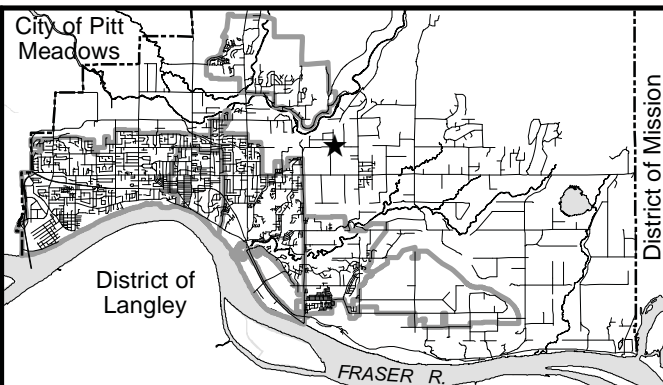 City of Pitt
Meadows
District of Mission
District of
Langley
FRASER R.